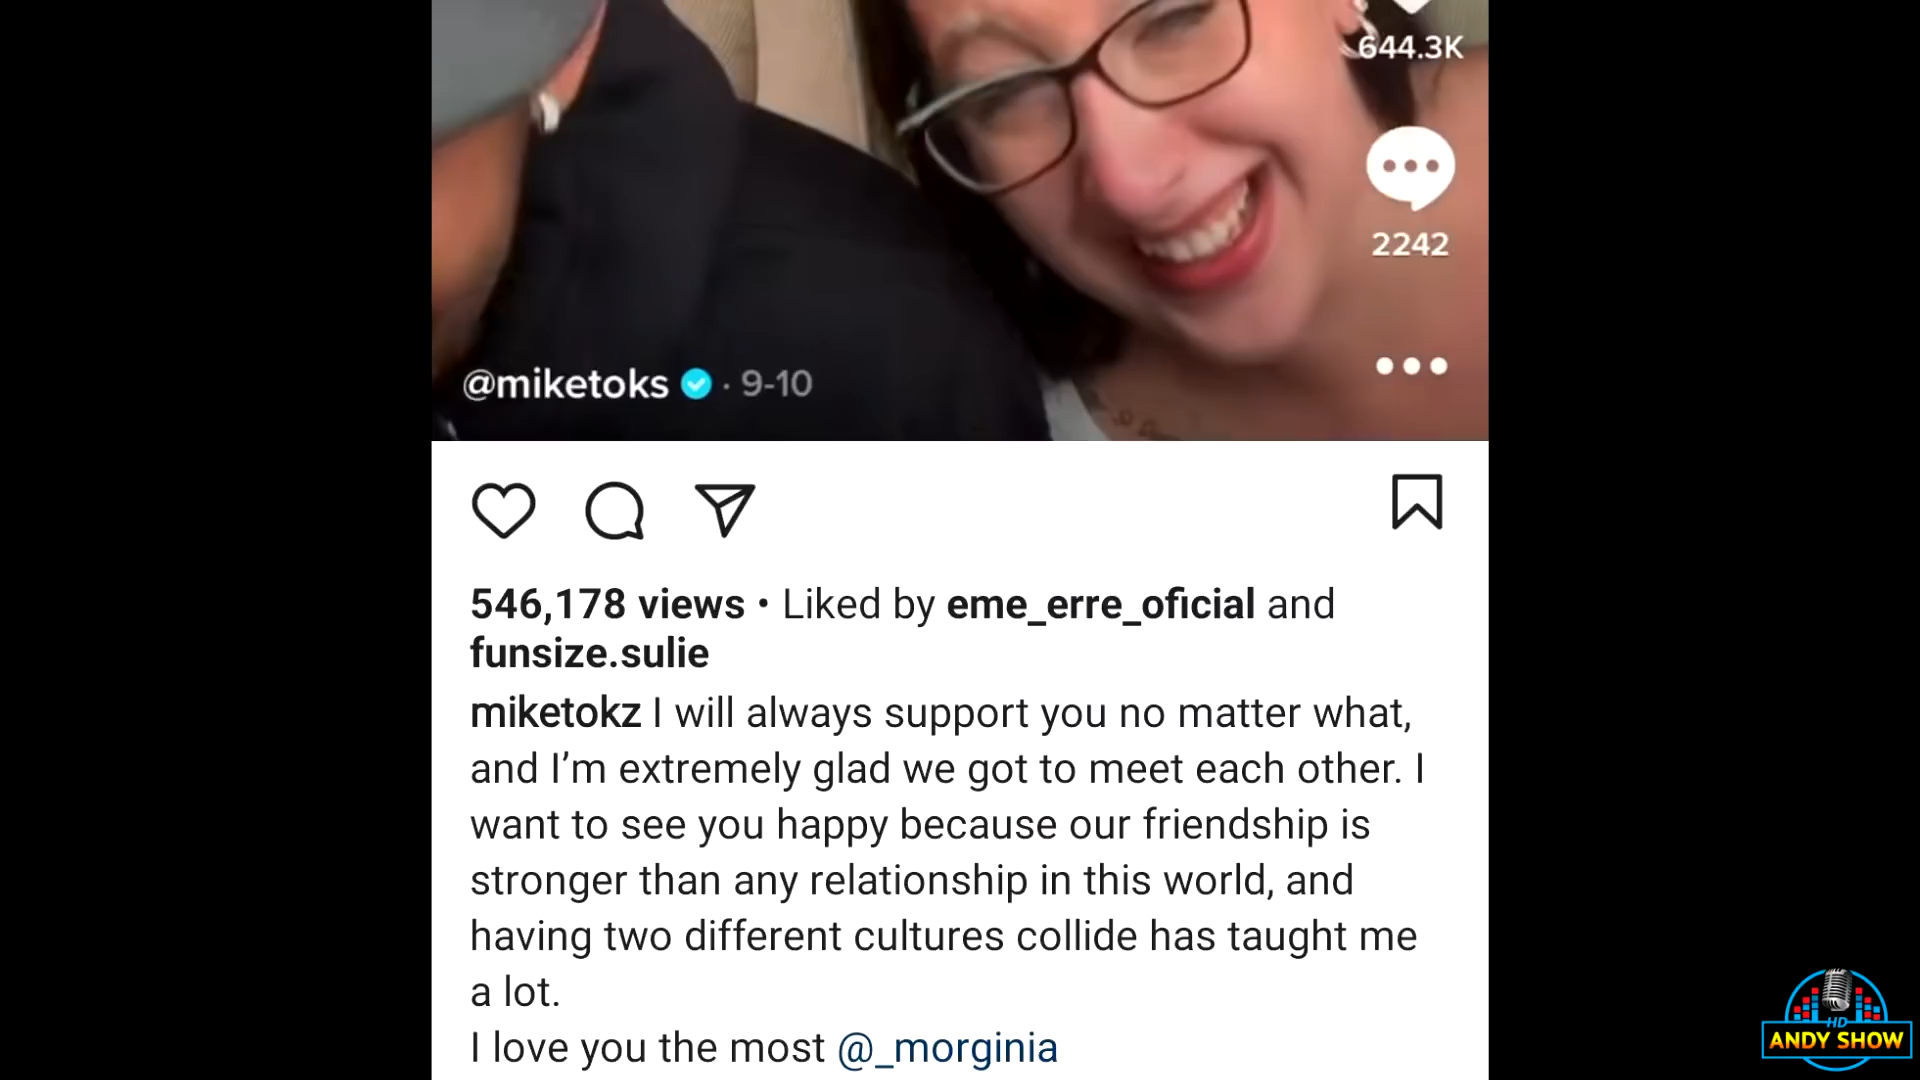 644.3K
2242
@miketoks · 9-10
546,178 views • Liked by eme_erre_oficial and
funsize.sulie
miketokz I will always support you no matter what,
and I’m extremely glad we got to meet each other. I
want to see you happy because our friendship is
stronger than any relationship in this world, and
having two different cultures collide has taught me
a lot.
I love you the most @_morginia
HD
ANDY SHOW